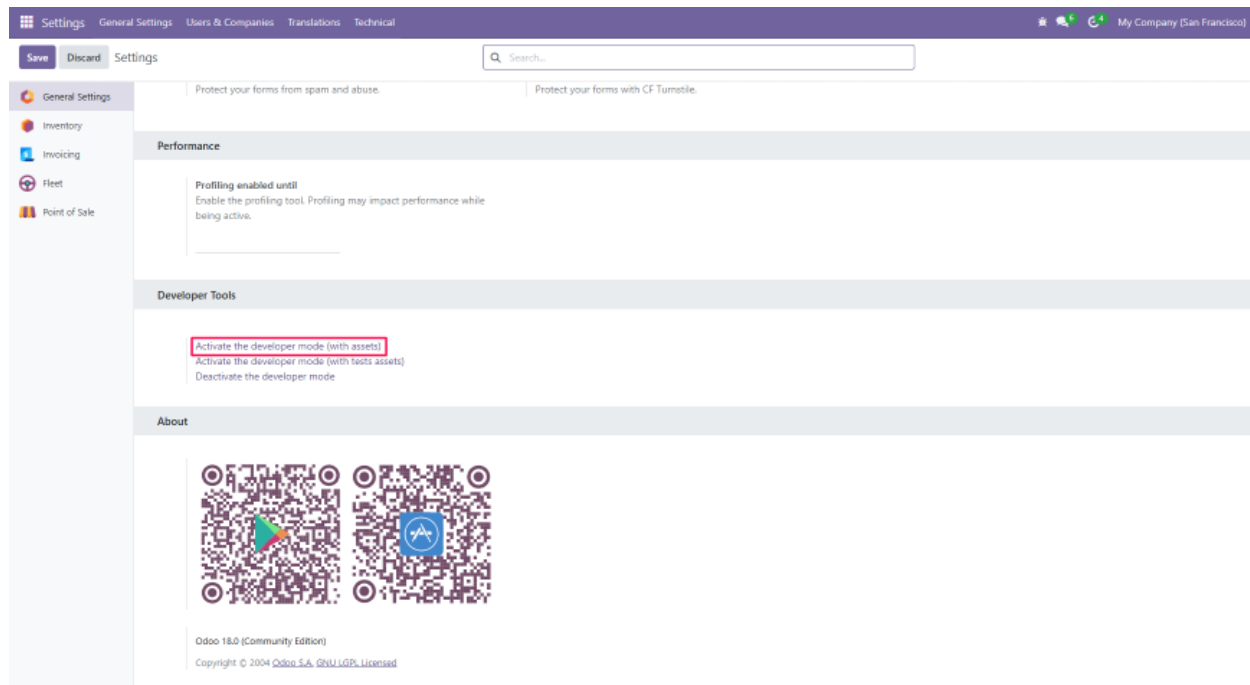 Settings General Settings Users & Companies Translations Technical 6 4 My Company (San Francisco)
Save Discard Settings Search...
General Settings
Inventory
Invoicing
Fleet
Point of Sale
Protect your forms from spam and abuse. Protect your forms with CF Turnstile.
Performance
Profiling enabled until
Enable the profiling tool. Profiling may impact performance while
being active.
Developer Tools
Activate the developer mode (with assets)
Activate the developer mode (with tests assets)
Deactivate the developer mode
About
Odoo 18.0 (Community Edition)
Copyright © 2004 Odoo S.A. GNU LGPL Licensed